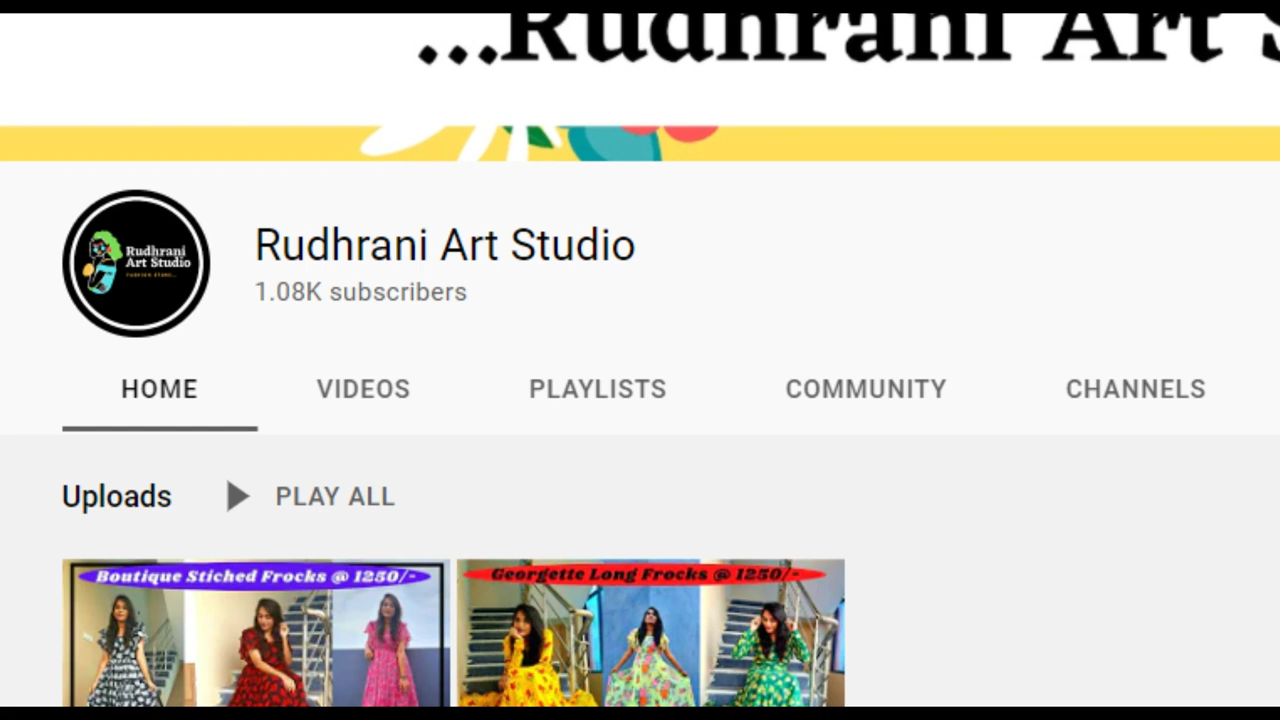 ...Rudhrani Art S
Rudhrani Art Studio
1.08K subscribers
Rudhrani
Art Studio
HOME VIDEOS PLAYLISTS COMMUNITY CHANNELS
Uploads PLAY ALL
Boutique Stiched Frocks @ 1250/- Georgette Long Frocks @ 1250/-